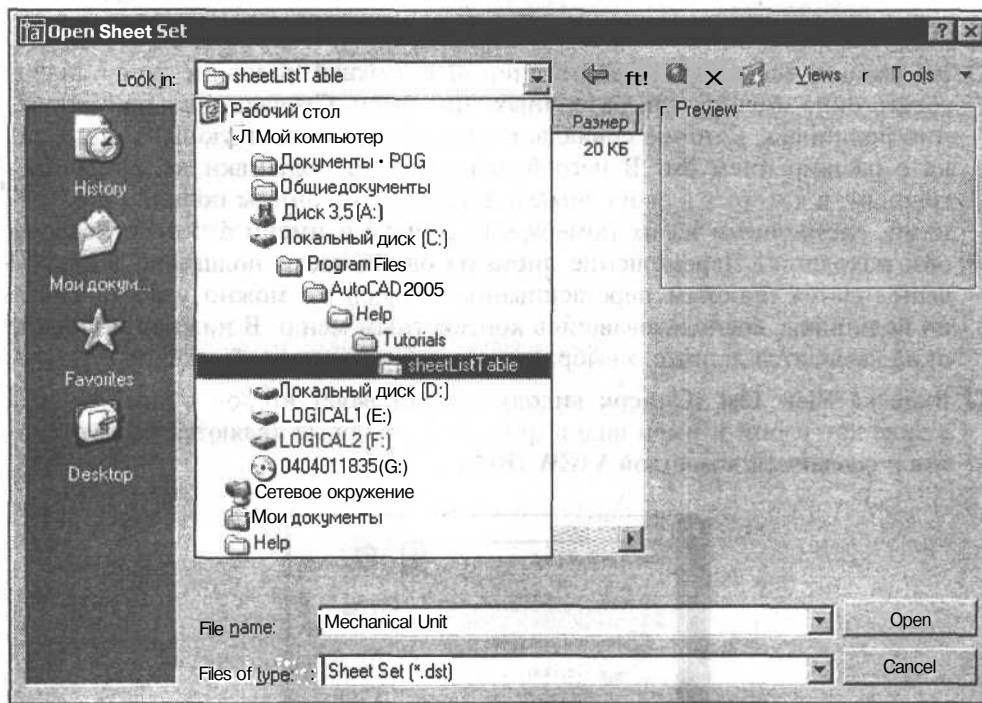 Open Sheet Set
Look in: sheetListTable ft! X Views r Tools
Рабочий стол
«Л Мой компьютер
Документы • POG
Общиедокументы
Диск 3,5 (A:)
Локальный диск (C:)
Program Files
AutoCAD 2005
Help
Tutorials
sheetListTable
Локальный диск (D:)
LOGICAL1 (E:)
LOGICAL2 (F:)
0404011835(G:)
Сетевое окружение
Мои документы
Help
Размер
20 КБ
r Preview
History
Мои докум...
Favorites
Desktop
File name: Mechanical Unit
Open
Files of type: : Sheet Set (*.dst)
Cancel